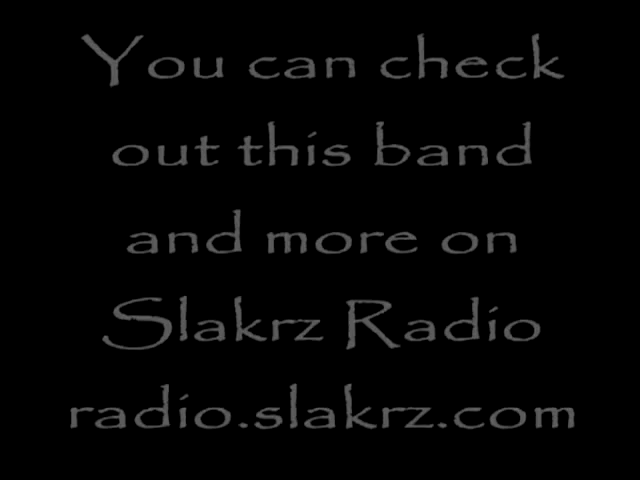 You can check
out this band
and more on
Slakrz Radio
radio.slakrz.com